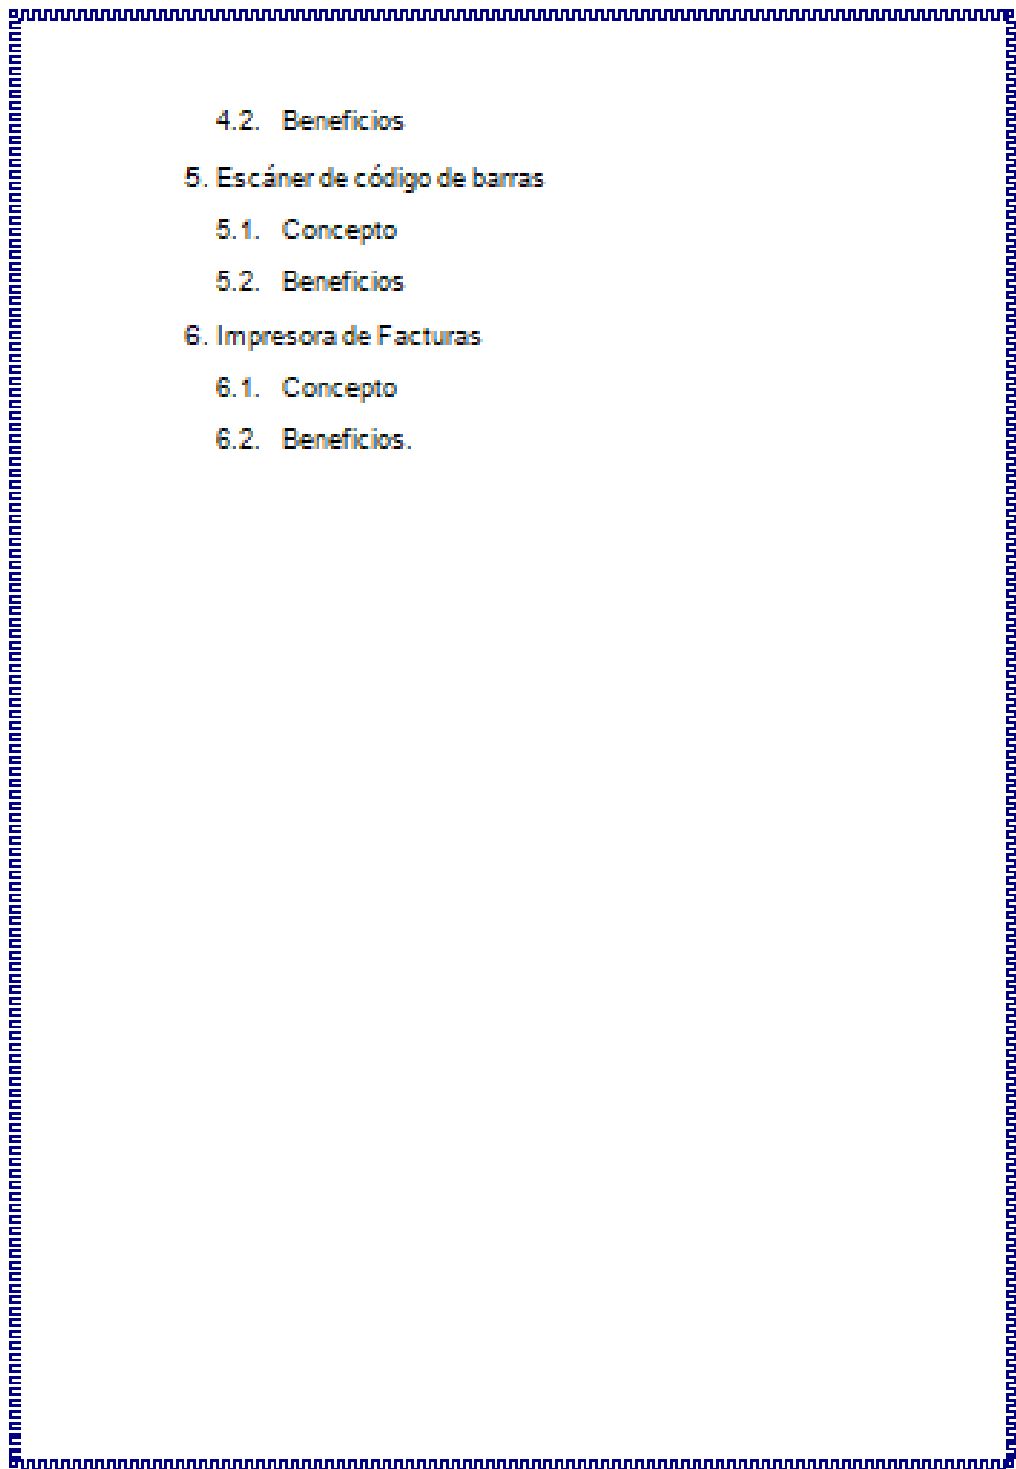 4.2. Beneficios
5. Escáner de código de barras
5.1. Concepto
5.2. Beneficios
6. Impresora de Facturas
6.1. Concepto
6.2. Beneficios.